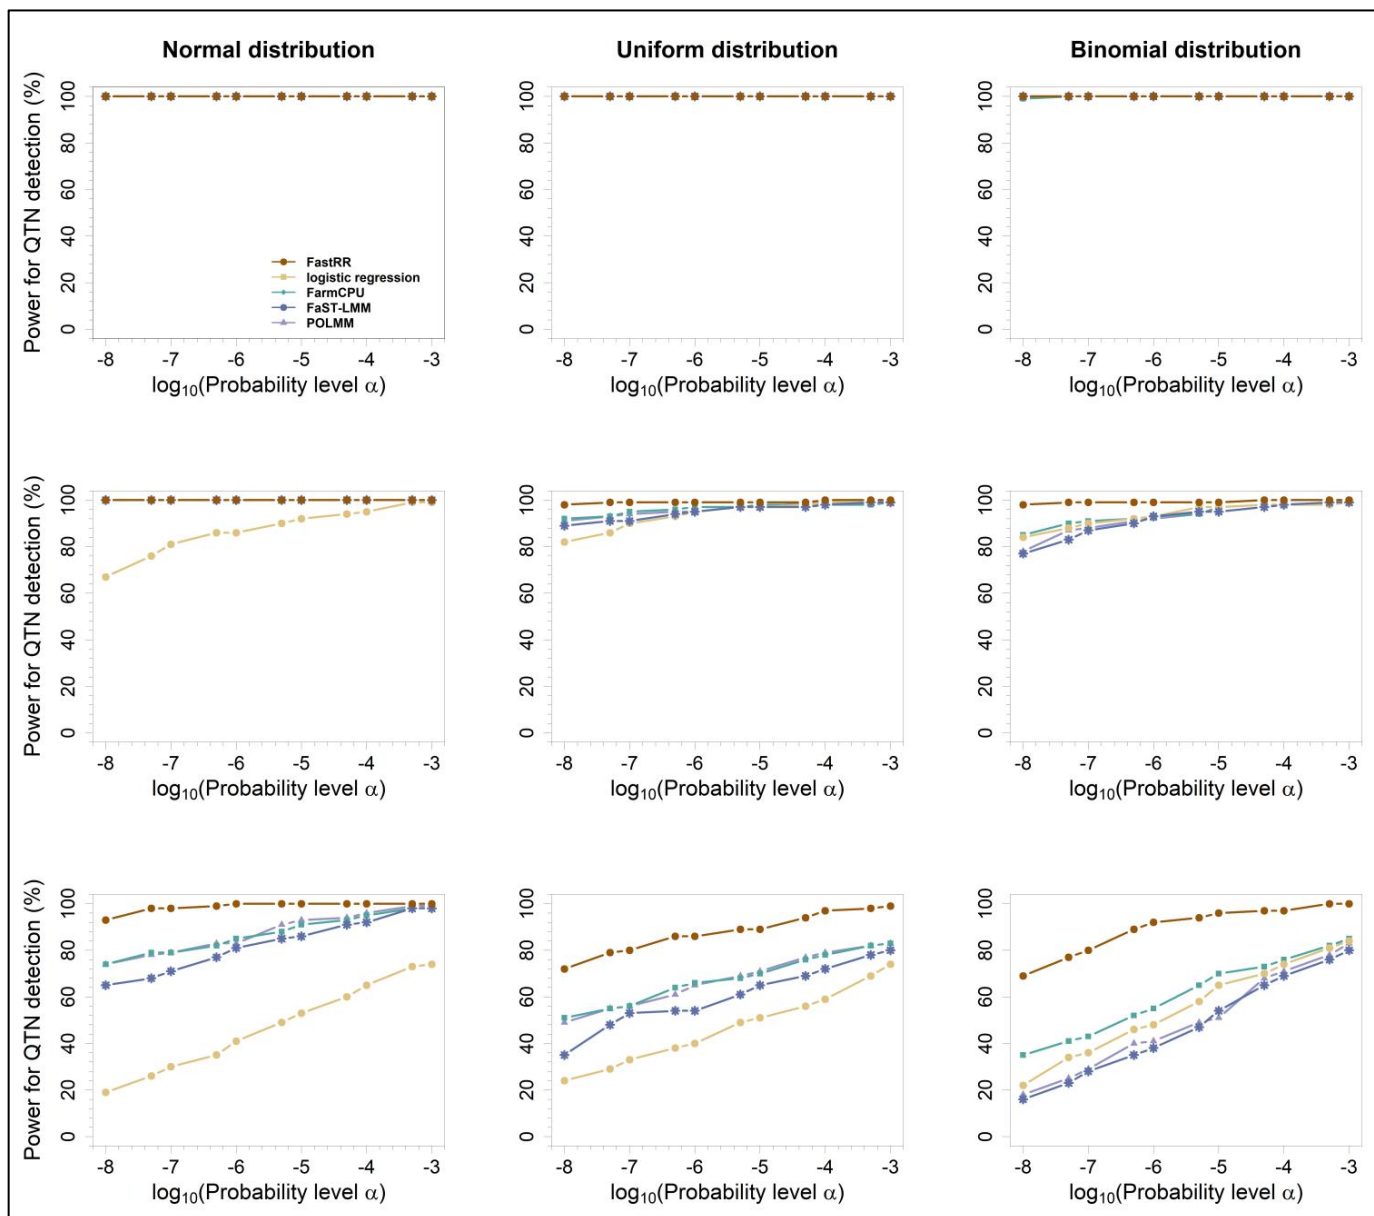 Normal distribution
Uniform distribution
Binomial distribution
Power for QTN detection (%)
100
80
60
40
20
0
FastRR
logistic regression
FarmCPU
FaST-LMM
POLMM
-8 -7 -6 -5 -4 -3
log10(Probability level α)
100
80
60
40
20
0
-8 -7 -6 -5 -4 -3
log10(Probability level α)
100
80
60
40
20
0
-8 -7 -6 -5 -4 -3
log10(Probability level α)
Power for QTN detection (%)
100
80
60
40
20
0
-8 -7 -6 -5 -4 -3
log10(Probability level α)
100
80
60
40
20
0
-8 -7 -6 -5 -4 -3
log10(Probability level α)
100
80
60
40
20
0
-8 -7 -6 -5 -4 -3
log10(Probability level α)
Power for QTN detection (%)
100
80
60
40
20
0
-8 -7 -6 -5 -4 -3
log10(Probability level α)
100
80
60
40
20
0
-8 -7 -6 -5 -4 -3
log10(Probability level α)
100
80
60
40
20
0
-8 -7 -6 -5 -4 -3
log10(Probability level α)